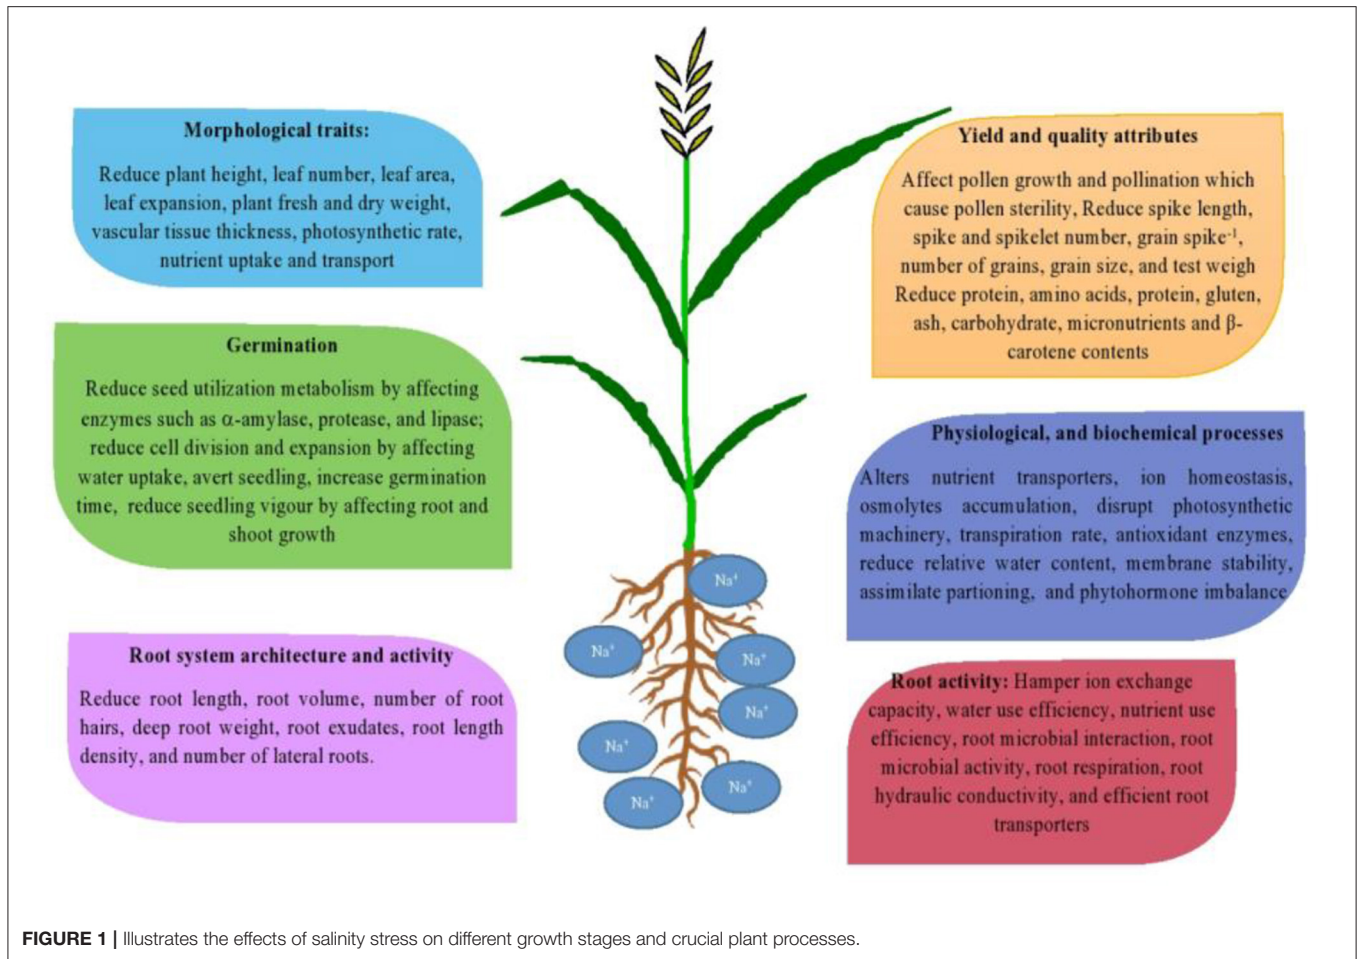 Morphological traits:
Reduce plant height, leaf number, leaf area,
leaf expansion, plant fresh and dry weight,
vascular tissue thickness, photosynthetic rate,
nutrient uptake and transport
Germination
Reduce seed utilization metabolism by affecting
enzymes such as α-amylase, protease, and lipase;
reduce cell division and expansion by affecting
water uptake, avert seedling, increase germination
time, reduce seedling vigour by affecting root and
shoot growth
Root system architecture and activity
Reduce root length, root volume, number of root
hairs, deep root weight, root exudates, root length
density, and number of lateral roots.
Na⁺
Na⁺
Na⁺
Na⁺
Na⁺
Na⁺
Na⁺
Yield and quality attributes
Affect pollen growth and pollination which
cause pollen sterility, Reduce spike length,
spike and spikelet number, grain spike⁻¹,
number of grains, grain size, and test weigh
Reduce protein, amino acids, protein, gluten,
ash, carbohydrate, micronutrients and β-
carotene contents
Physiological, and biochemical processes
Alters nutrient transporters, ion homeostasis,
osmolytes accumulation, disrupt photosynthetic
machinery, transpiration rate, antioxidant enzymes,
reduce relative water content, membrane stability,
assimilate partioning, and phytohormone imbalance
Root activity: Hamper ion exchange
capacity, water use efficiency, nutrient use
efficiency, root microbial interaction, root
microbial activity, root respiration, root
hydraulic conductivity, and efficient root
transporters
FIGURE 1 | Illustrates the effects of salinity stress on different growth stages and crucial plant processes.